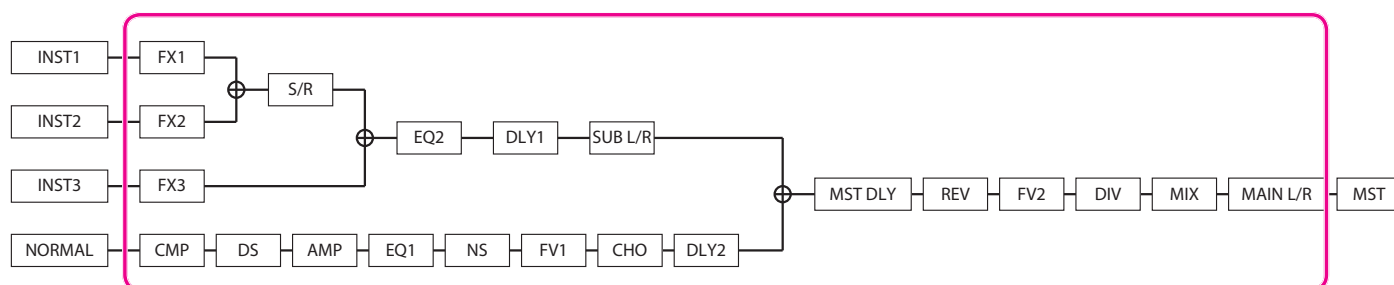 INST1 FX1
S/R
INST2 FX2
EQ2 DLY1 SUB L/R
INST3 FX3
MST DLY REV FV2 DIV MIX MAIN L/R MST
NORMAL CMP DS AMP EQ1 NS FV1 CHO DLY2